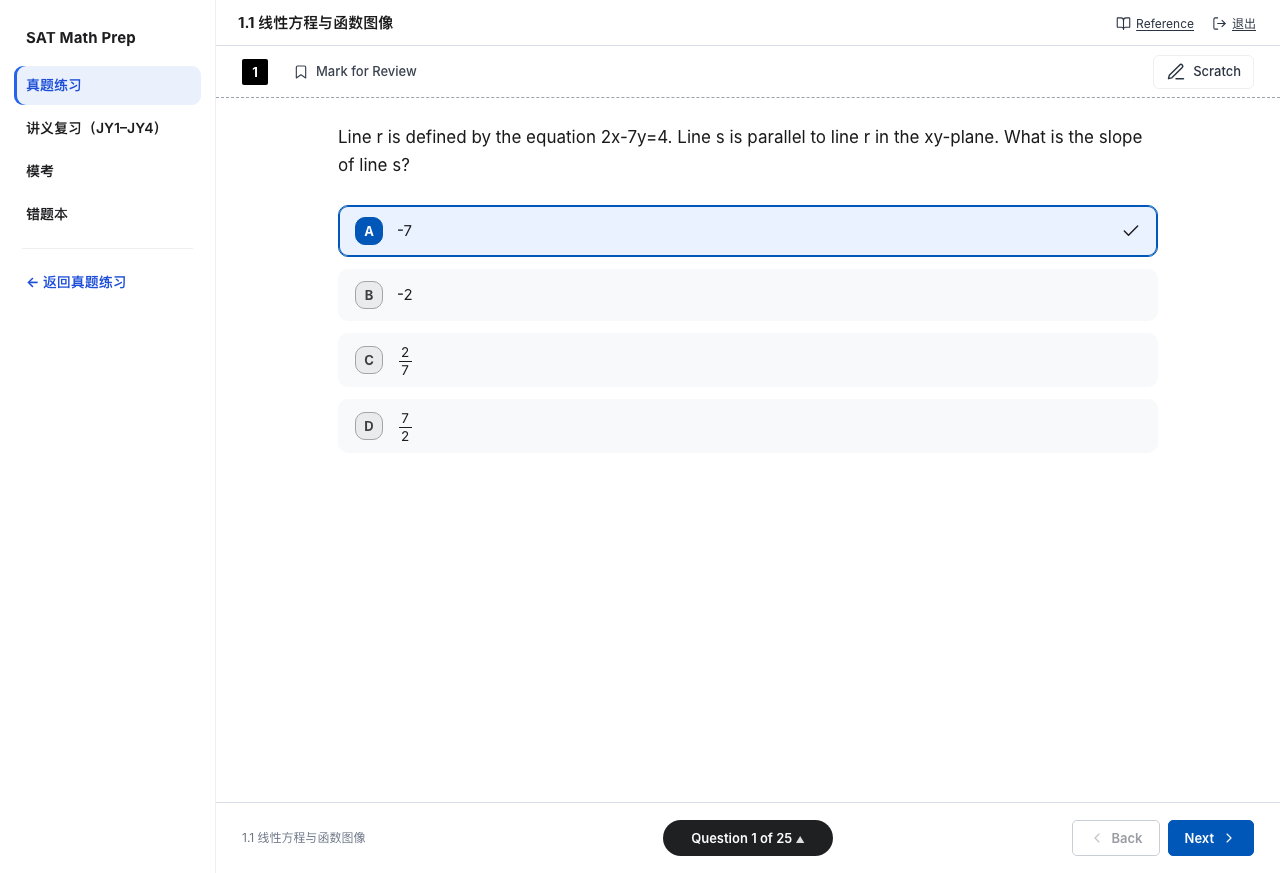 SAT Math Prep
真题练习
讲义复习（JY1–JY4）
模考
错题本
← 返回真题练习
1.1 线性方程与函数图像
Reference
退出
1
Mark for Review
Scratch
Line r is defined by the equation 2x-7y=4. Line s is parallel to line r in the xy-plane. What is the slope
of line s?
A -7
B -2
C 2/7
D 7/2
1.1 线性方程与函数图像
Question 1 of 25 ▲
Back
Next